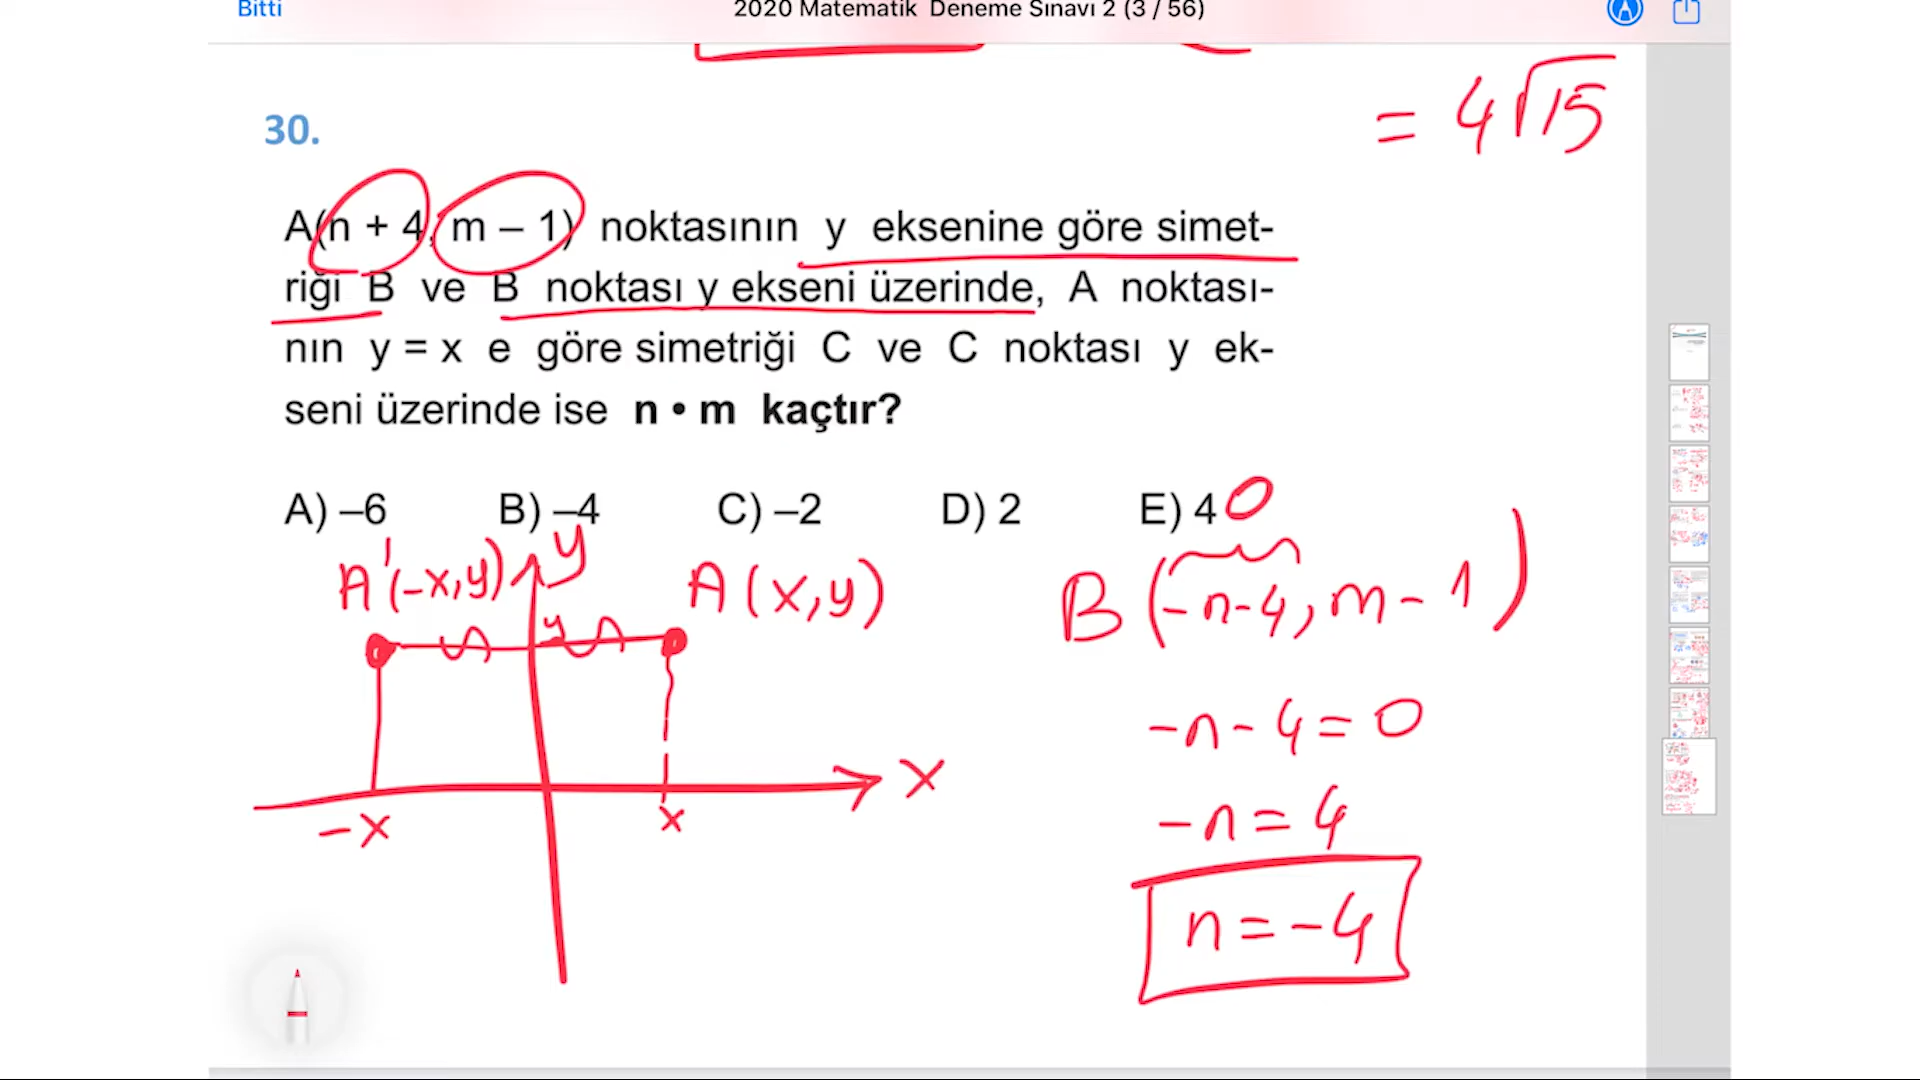 Bitti
2020 Matematik Deneme Sınavı 2 (3 / 56)
= 4√15
30.
A(n + 4, m – 1) noktasının y eksenine göre simet-
riği B ve B noktası y ekseni üzerinde, A noktası-
nın y = x e göre simetriği C ve C noktası y ek-
seni üzerinde ise n • m kaçtır?
A) –6 B) –4 C) –2 D) 2 E) 4
0
A'(-x,y) y A(x,y)
B(-n-4, m-1)
y
-n-4=0
x
-x x
-n=4
n=-4